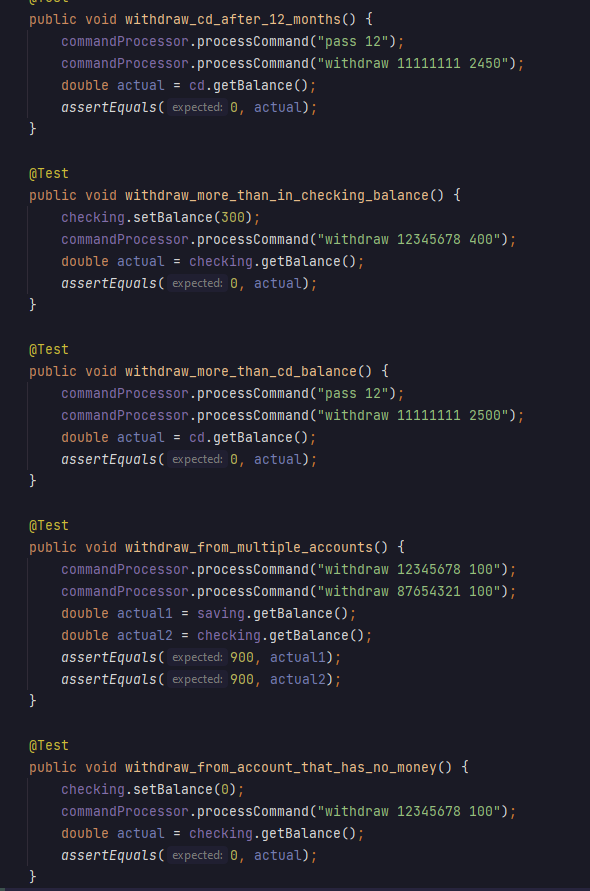 @Test
public void withdraw_cd_after_12_months() {
commandProcessor.processCommand("pass 12");
commandProcessor.processCommand("withdraw 11111111 2450");
double actual = cd.getBalance();
assertEquals( expected: 0, actual);
}
@Test
public void withdraw_more_than_in_checking_balance() {
checking.setBalance(300);
commandProcessor.processCommand("withdraw 12345678 400");
double actual = checking.getBalance();
assertEquals( expected: 0, actual);
}
@Test
public void withdraw_more_than_cd_balance() {
commandProcessor.processCommand("pass 12");
commandProcessor.processCommand("withdraw 11111111 2500");
double actual = cd.getBalance();
assertEquals( expected: 0, actual);
}
@Test
public void withdraw_from_multiple_accounts() {
commandProcessor.processCommand("withdraw 12345678 100");
commandProcessor.processCommand("withdraw 87654321 100");
double actual1 = saving.getBalance();
double actual2 = checking.getBalance();
assertEquals( expected: 900, actual1);
assertEquals( expected: 900, actual2);
}
@Test
public void withdraw_from_account_that_has_no_money() {
checking.setBalance(0);
commandProcessor.processCommand("withdraw 12345678 100");
double actual = checking.getBalance();
assertEquals( expected: 0, actual);
}